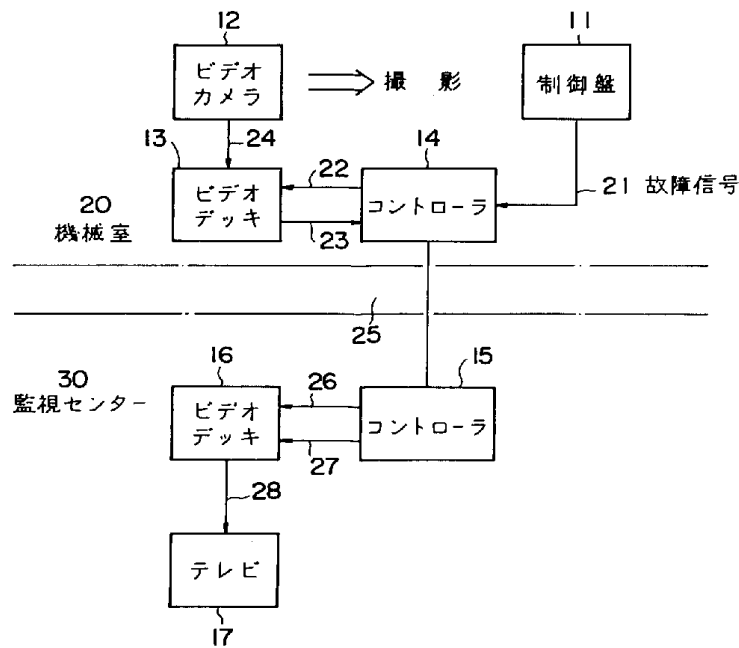 12
11
ビデオ
カメラ
撮 影
制御盤
13
24
14
ビデオ
デッキ
22
23
コントローラ
21 故障信号
20
機械室
25
16
15
30
監視センター
ビデオ
デッキ
26
27
コントローラ
28
テレビ
17